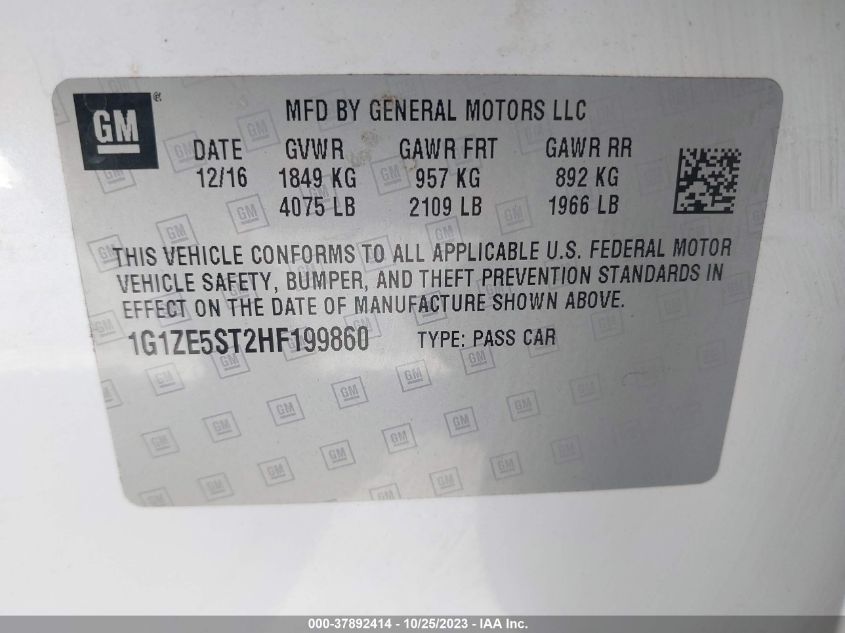 GM ®
MFD BY GENERAL MOTORS LLC
DATE GVWR GAWR FRT GAWR RR
12/16 1849 KG 957 KG 892 KG
4075 LB 2109 LB 1966 LB
THIS VEHICLE CONFORMS TO ALL APPLICABLE U.S. FEDERAL MOTOR
VEHICLE SAFETY, BUMPER, AND THEFT PREVENTION STANDARDS IN
EFFECT ON THE DATE OF MANUFACTURE SHOWN ABOVE.
1G1ZE5ST2HF199860 TYPE: PASS CAR
000-37892414 - 10/25/2023 - IAA Inc.